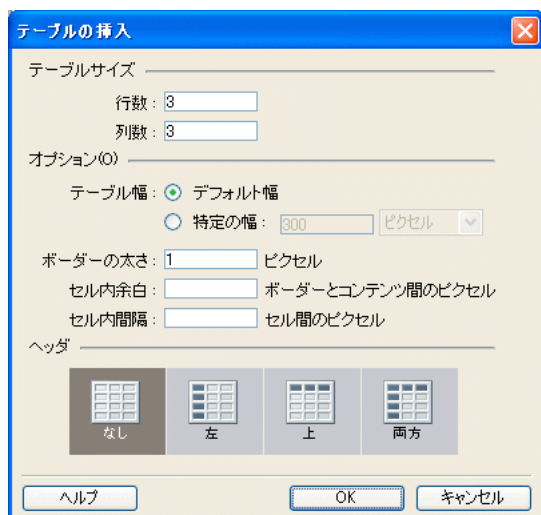 テーブルの挿入
テーブルサイズ
行数: 3
列数: 3
オプション(O)
テーブル幅: デフォルト幅
特定の幅: 300 ピクセル
ボーダーの太さ: 1 ピクセル
セル内余白: ボーダーとコンテンツ間のピクセル
セル内間隔: セル間のピクセル
ヘッダ
なし 左 上 両方
ヘルプ OK キャンセル